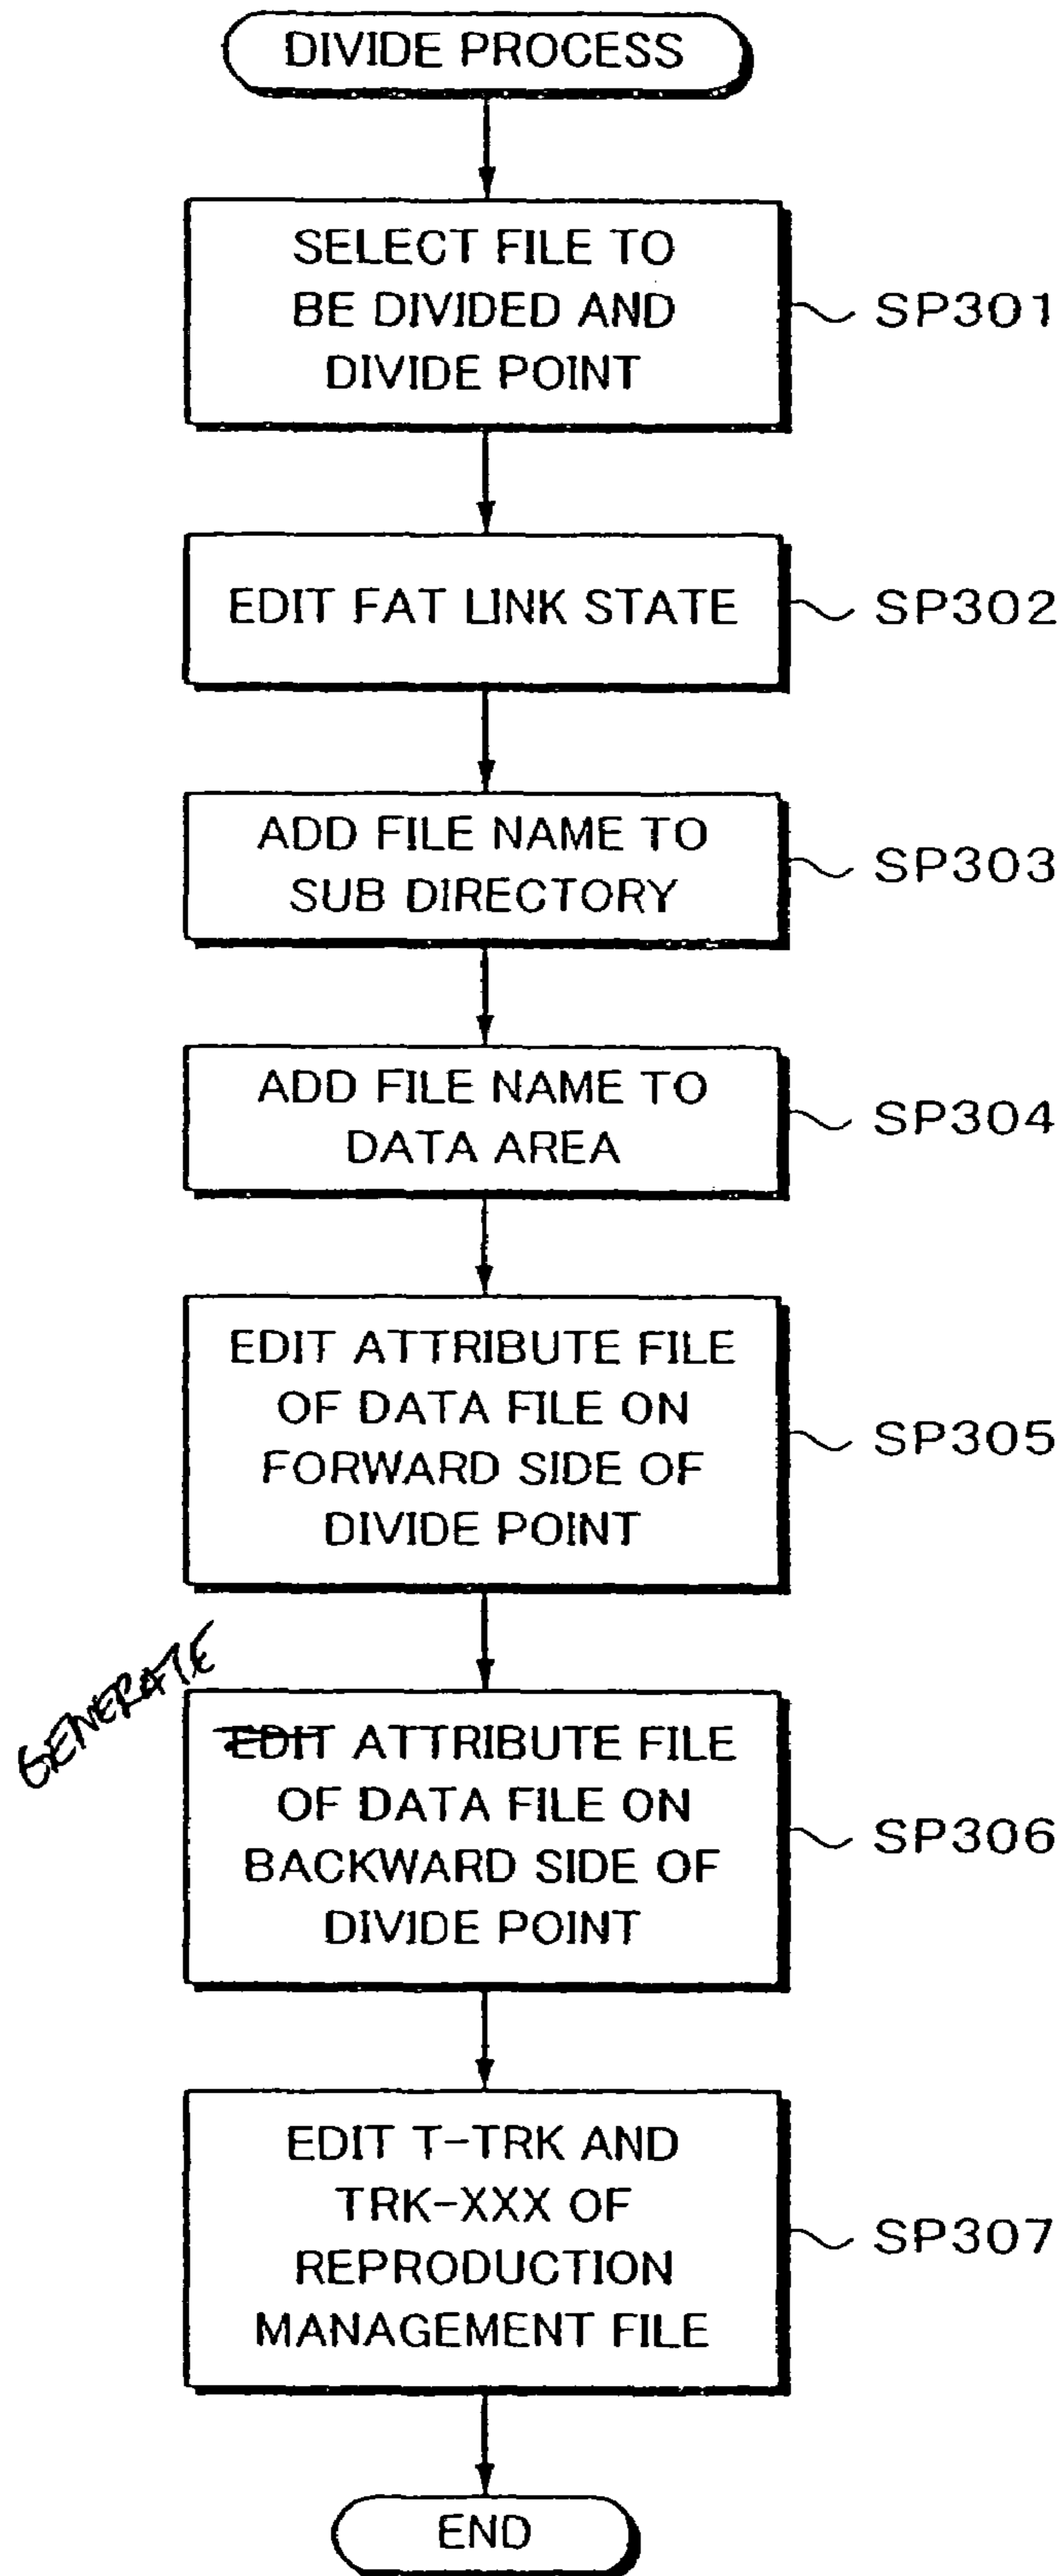 DIVIDE PROCESS
SELECT FILE TO
BE DIVIDED AND
DIVIDE POINT
SP301
EDIT FAT LINK STATE
SP302
ADD FILE NAME TO
SUB DIRECTORY
SP303
ADD FILE NAME TO
DATA AREA
SP304
EDIT ATTRIBUTE FILE
OF DATA FILE ON
FORWARD SIDE OF
DIVIDE POINT
SP305
GENERATE
EDIT ATTRIBUTE FILE
OF DATA FILE ON
BACKWARD SIDE OF
DIVIDE POINT
SP306
EDIT T-TRK AND
TRK-XXX OF
REPRODUCTION
MANAGEMENT FILE
SP307
END